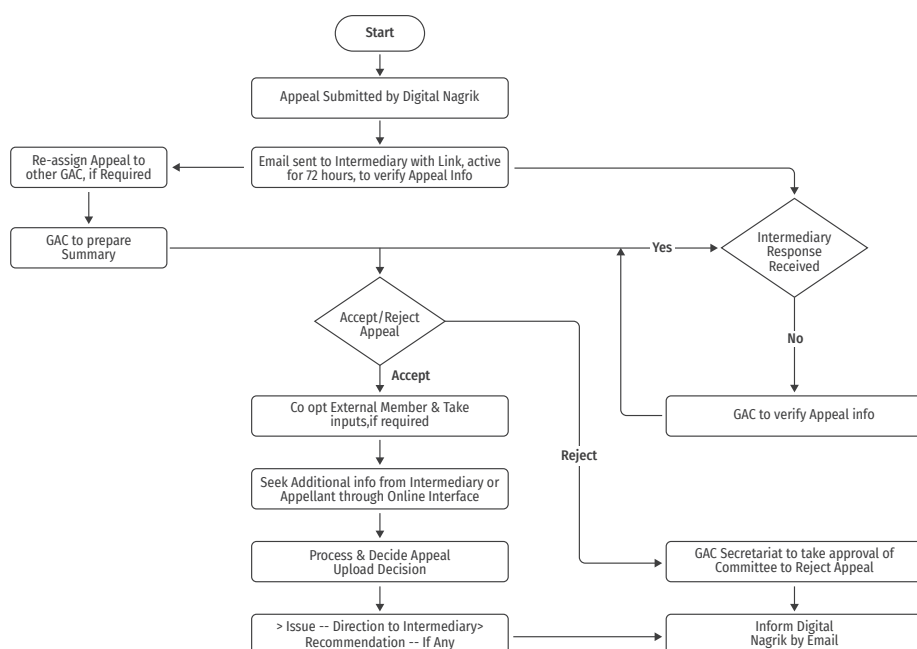 Start
Appeal Submitted by Digital Nagrik
Re-assign Appeal to
other GAC, if Required
Email sent to Intermediary with Link, active
for 72 hours, to verify Appeal Info
GAC to prepare
Summary
Yes
Intermediary
Response
Received
Accept/Reject
Appeal
No
Accept
Co opt External Member & Take
inputs,if required
GAC to verify Appeal info
Reject
Seek Additional info from Intermediary or
Appellant through Online Interface
Process & Decide Appeal
Upload Decision
GAC Secretariat to take approval of
Committee to Reject Appeal
> Issue -- Direction to Intermediary>
Recommendation -- If Any
Inform Digital
Nagrik by Email